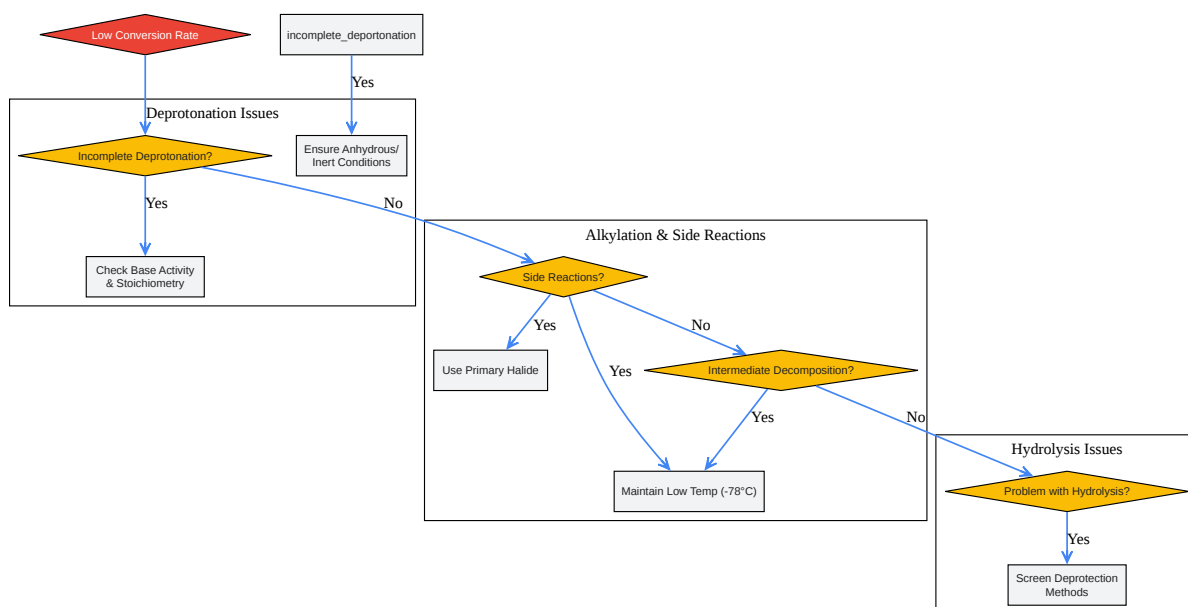 Low Conversion Rate
incomplete_deportonation
Yes
Deprotonation Issues
Incomplete Deprotonation?
Ensure Anhydrous/
Inert Conditions
Yes
No
Check Base Activity
& Stoichiometry
Alkylation & Side Reactions
Side Reactions?
Yes
No
Use Primary Halide
Yes
Intermediate Decomposition?
Yes
No
Maintain Low Temp (-78°C)
Hydrolysis Issues
Problem with Hydrolysis?
Yes
Screen Deprotection
Methods